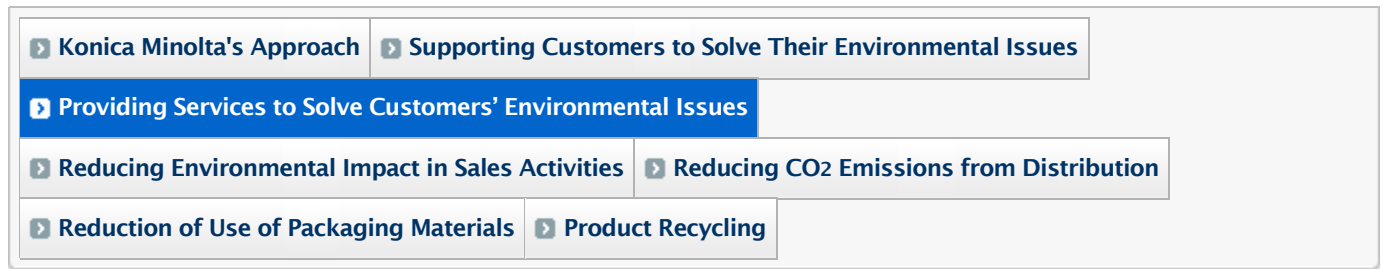 Konica Minolta's Approach Supporting Customers to Solve Their Environmental Issues
Providing Services to Solve Customers’ Environmental Issues
Reducing Environmental Impact in Sales Activities Reducing CO2 Emissions from Distribution
Reduction of Use of Packaging Materials Product Recycling